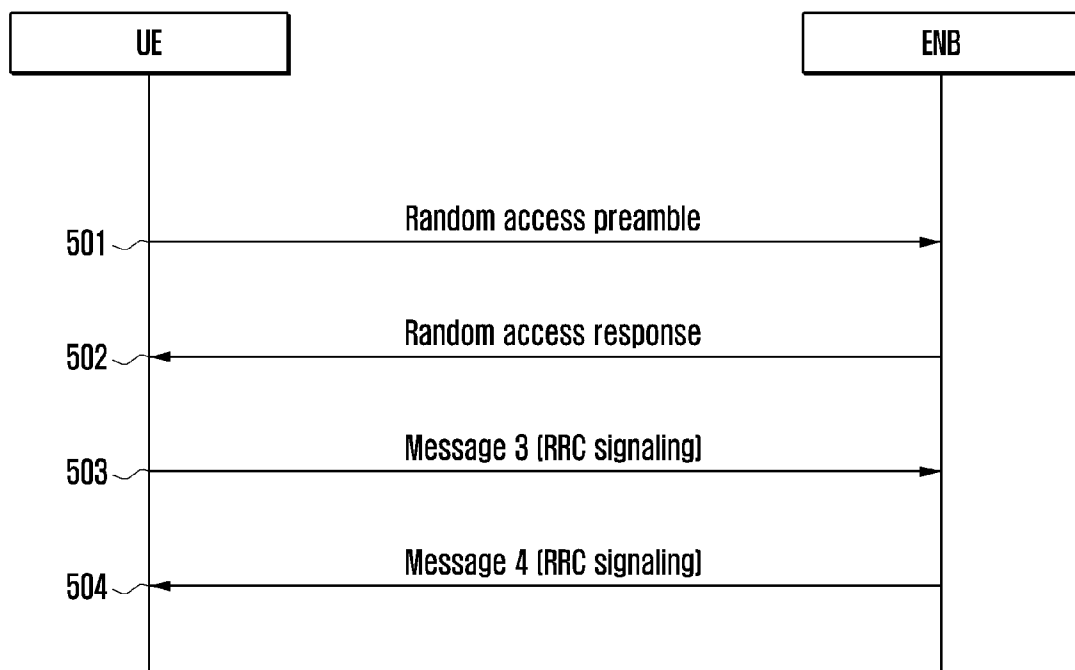 UE
ENB
Random access preamble
501
Random access response
502
Message 3 (RRC signaling)
503
Message 4 (RRC signaling)
504